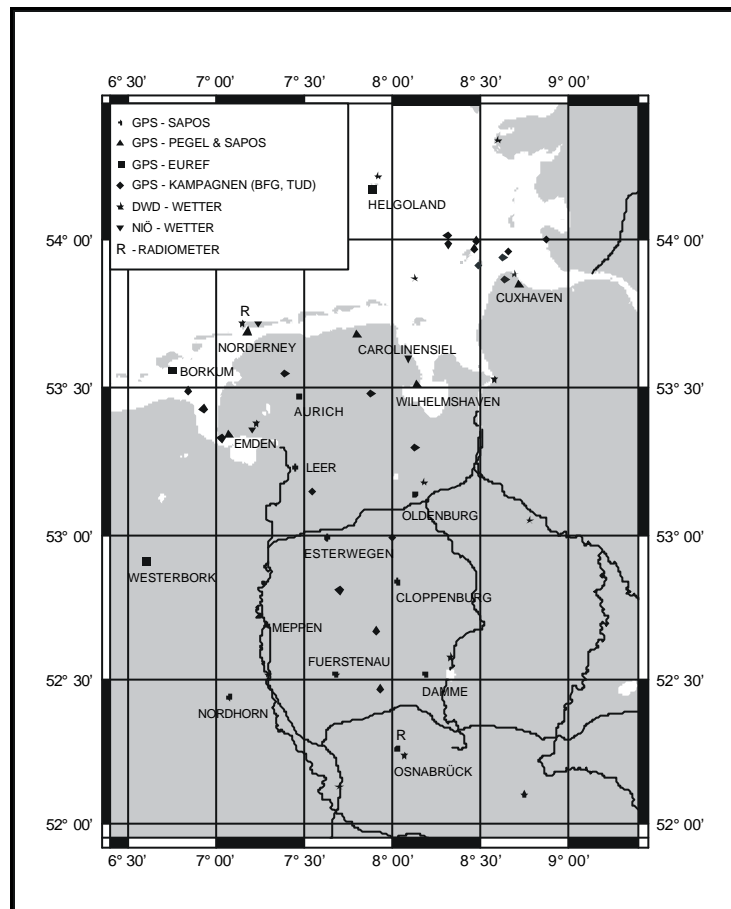 6° 30’ 7° 00’ 7° 30’ 8° 00’ 8° 30’ 9° 00’
GPS - SAPOS
GPS - PEGEL & SAPOS
GPS - EUREF
GPS - KAMPAGNEN (BFG, TUD)
DWD - WETTER
NIÖ - WETTER
R - RADIOMETER
HELGOLAND
54° 00’ 54° 00’
CUXHAVEN
R
NORDERNEY
CAROLINENSIEL
BORKUM
53° 30’ 53° 30’
AURICH
WILHELMSHAVEN
EMDEN
LEER
OLDENBURG
53° 00’ 53° 00’
ESTERWEGEN
WESTERBORK
CLOPPENBURG
MEPPEN
FUERSTENAU
52° 30’ 52° 30’
DAMME
NORDHORN
R
OSNABRÜCK
52° 00’ 52° 00’
6° 30’ 7° 00’ 7° 30’ 8° 00’ 8° 30’ 9° 00’